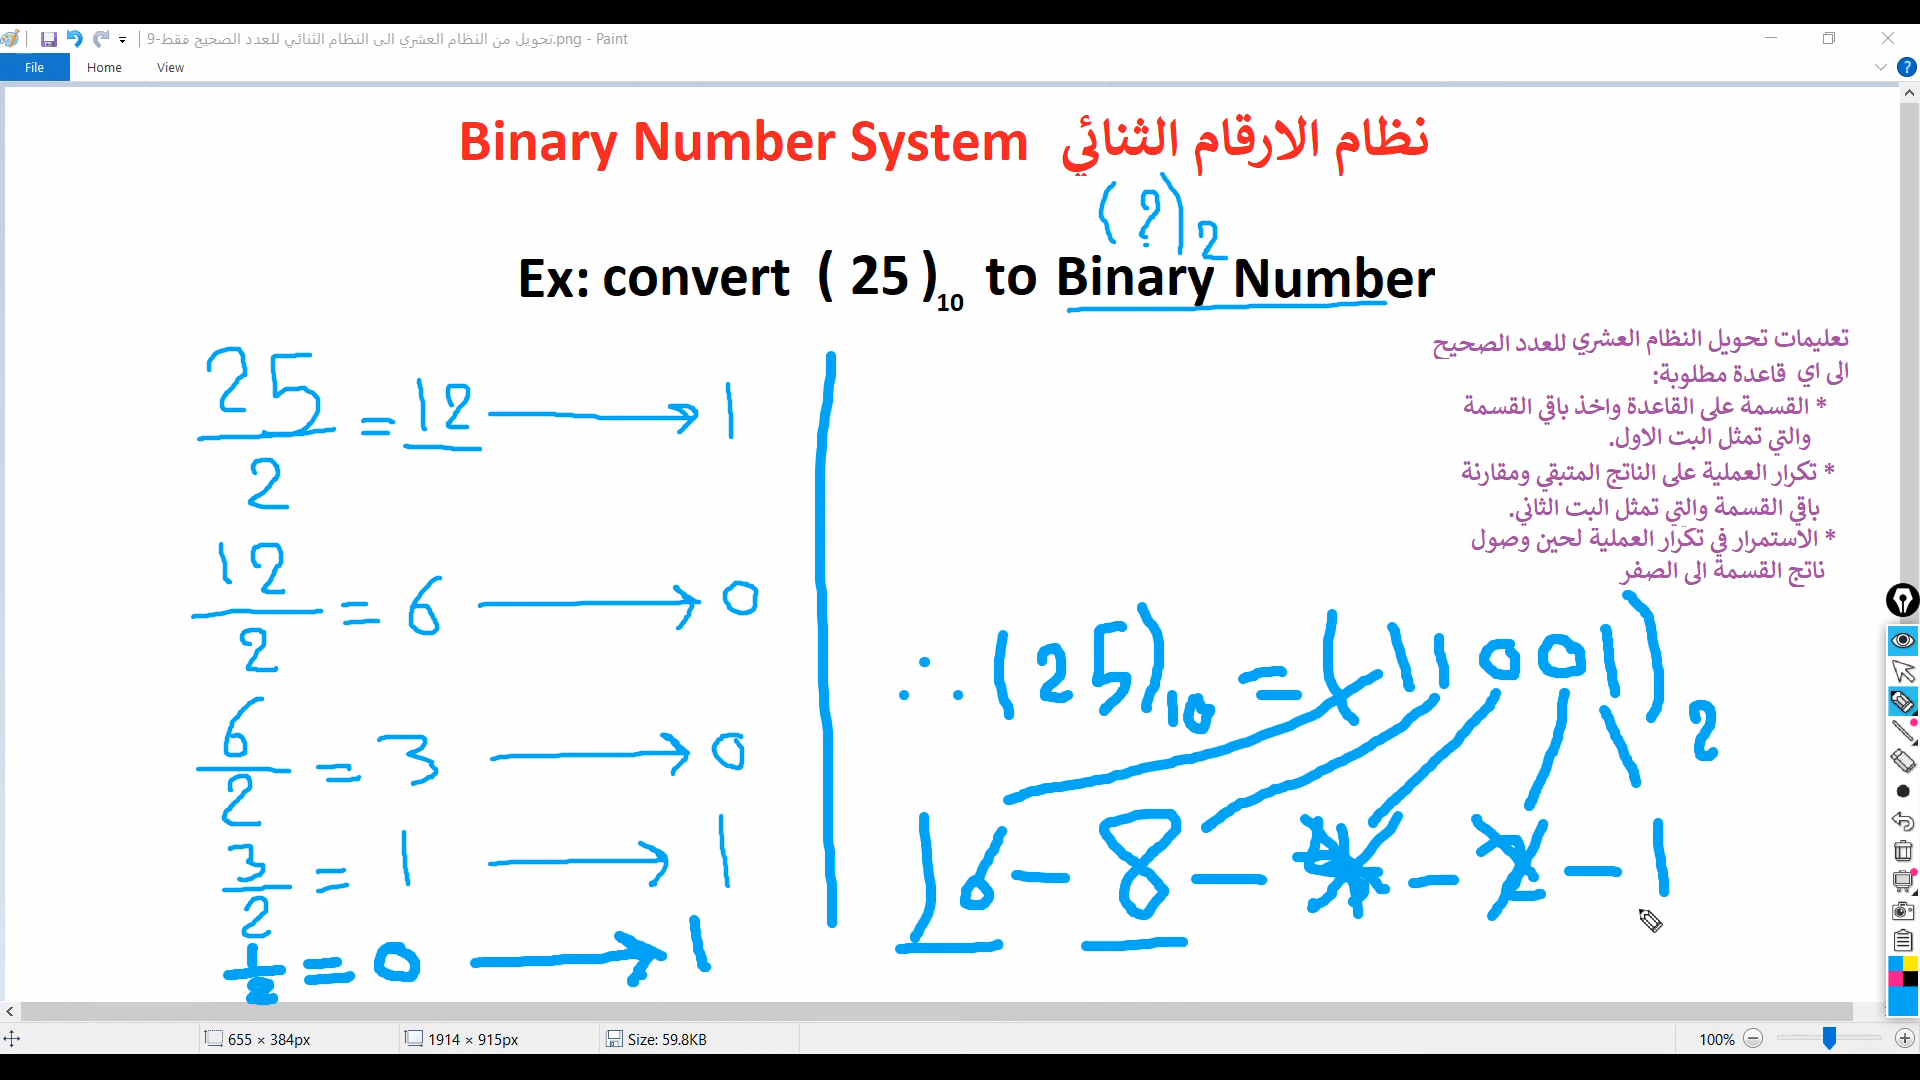 9-تحويل من النظام العشري الى النظام الثنائي للعدد الصحيح فقط.png - Paint
File Home View
Binary Number System نظام الارقام الثنائي
(?)2
Ex: convert ( 25 )10 to Binary Number
تعليمات تحويل النظام العشري للعدد الصحيح
الى اي قاعدة مطلوبة:
* القسمة على القاعدة واخذ باقي القسمة
والتي تمثل البت الاول.
* تكرار العملية على الناتج المتبقي ومقارنة
باقي القسمة والتي تمثل البت الثاني.
* الاستمرار في تكرار العملية لحين وصول
ناتج القسمة الى الصفر
25/2 = 12 → 1
12/2 = 6 → 0
6/2 = 3 → 0
3/2 = 1 → 1
1/2 = 0 → 1
∴ (25)10 = (11001)2
16 - 8 - 4 - 2 - 1
655 × 384px 1914 × 915px Size: 59.8KB 100%